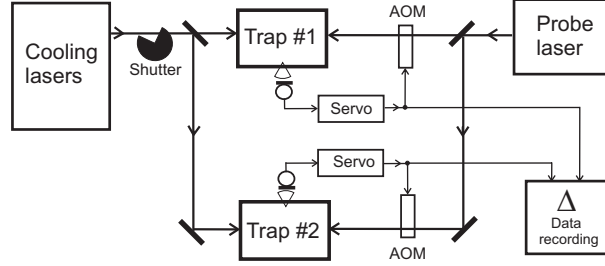 Cooling
lasers
Shutter
Trap #1
AOM
Probe
laser
Servo
Servo
Trap #2
AOM
Δ
Data
recording